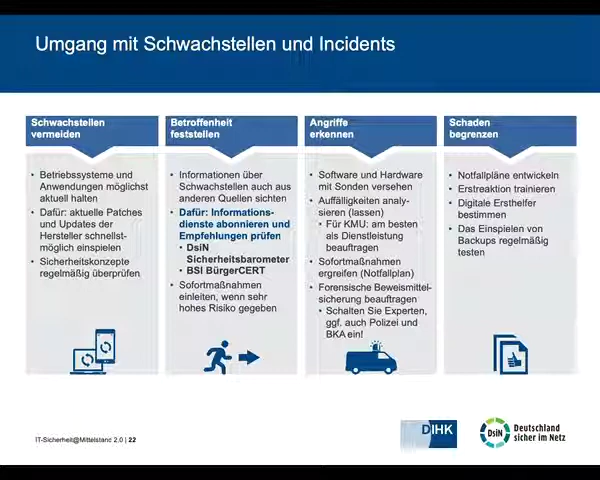 Umgang mit Schwachstellen und Incidents
Schwachstellen
vermeiden
• Betriebssysteme und
Anwendungen möglichst
aktuell halten
• Dafür: aktuelle Patches
und Updates der
Hersteller schnellst-
möglich einspielen
• Sicherheitskonzepte
regelmäßig überprüfen
Betroffenheit
feststellen
• Informationen über
Schwachstellen auch aus
anderen Quellen sichten
• Dafür: Informations-
dienste abonnieren und
Empfehlungen prüfen
• DsiN
Sicherheitsbarometer
• BSI BürgerCERT
• Sofortmaßnahmen
einleiten, wenn sehr
hohes Risiko gegeben
Angriffe
erkennen
• Software und Hardware
mit Sonden versehen
• Auffälligkeiten analy-
sieren (lassen)
• Für KMU: am besten
als Dienstleistung
beauftragen
• Sofortmaßnahmen
ergreifen (Notfallplan)
• Forensische Beweismittel-
sicherung beauftragen
• Schalten Sie Experten,
ggf. auch Polizei und
BKA ein!
Schaden
begrenzen
• Notfallpläne entwickeln
• Erstreaktion trainieren
• Digitale Ersthelfer
bestimmen
• Das Einspielen von
Backups regelmäßig
testen
IT-Sicherheit@Mittelstand 2.0 | 22
DIHK
DsiN
Deutschland
sicher im Netz